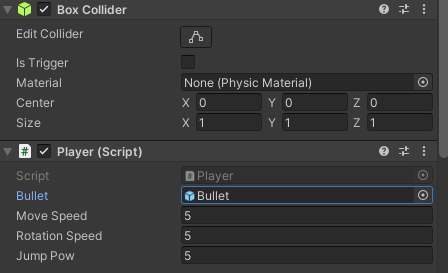 Box Collider
Edit Collider
Is Trigger
Material None (Physic Material)
Center X 0 Y 0 Z 0
Size X 1 Y 1 Z 1
# Player (Script)
Script # Player
Bullet Bullet
Move Speed 5
Rotation Speed 5
Jump Pow 5